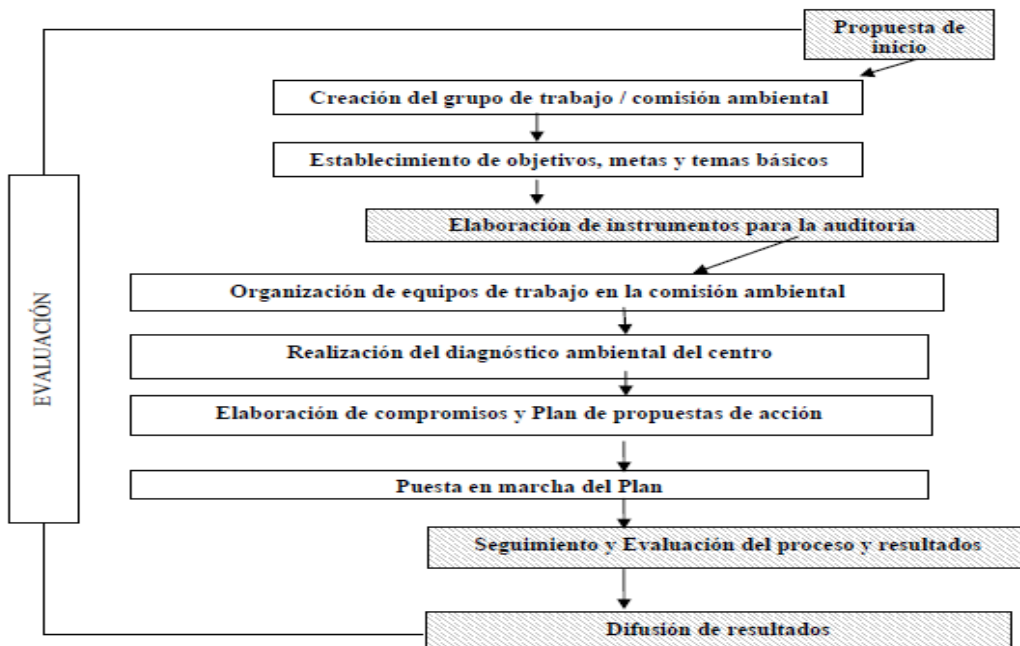 Propuesta de
inicio
Creación del grupo de trabajo / comisión ambiental
Establecimiento de objetivos, metas y temas básicos
Elaboración de instrumentos para la auditoría
Organización de equipos de trabajo en la comisión ambiental
EVALUACIÓN
Realización del diagnóstico ambiental del centro
Elaboración de compromisos y Plan de propuestas de acción
Puesta en marcha del Plan
Seguimiento y Evaluación del proceso y resultados
Difusión de resultados